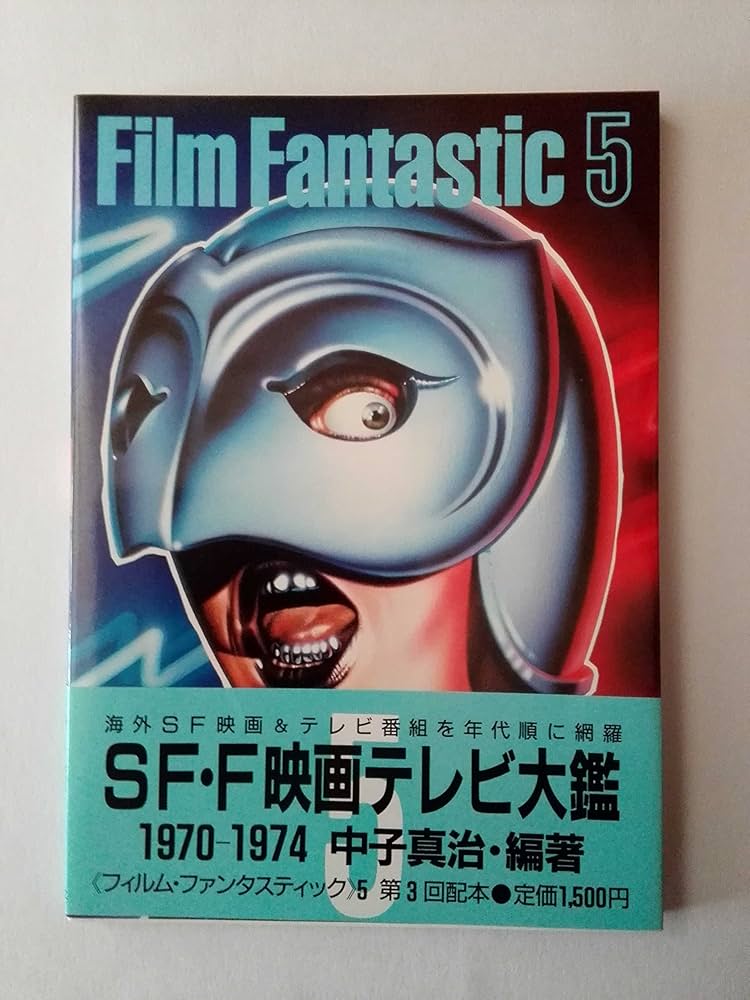 Film Fantastic 5
海外SF映画&テレビ番組を年代順に網羅
SF・F映画テレビ大鑑
5
1970-1974 中子真治・編著
《フィルム・ファンタスティック》5 第3回配本●定価1,500円